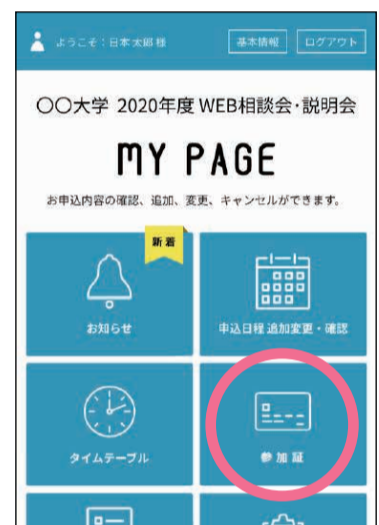 ようこそ:日本太郎 様
基本情報
ログアウト
〇〇大学 2020年度 WEB相談会・説明会
MY PAGE
お申込内容の確認、追加、変更、キャンセルができます。
新着
お知らせ
申込日程 追加変更・確認
タイムテーブル
参加証